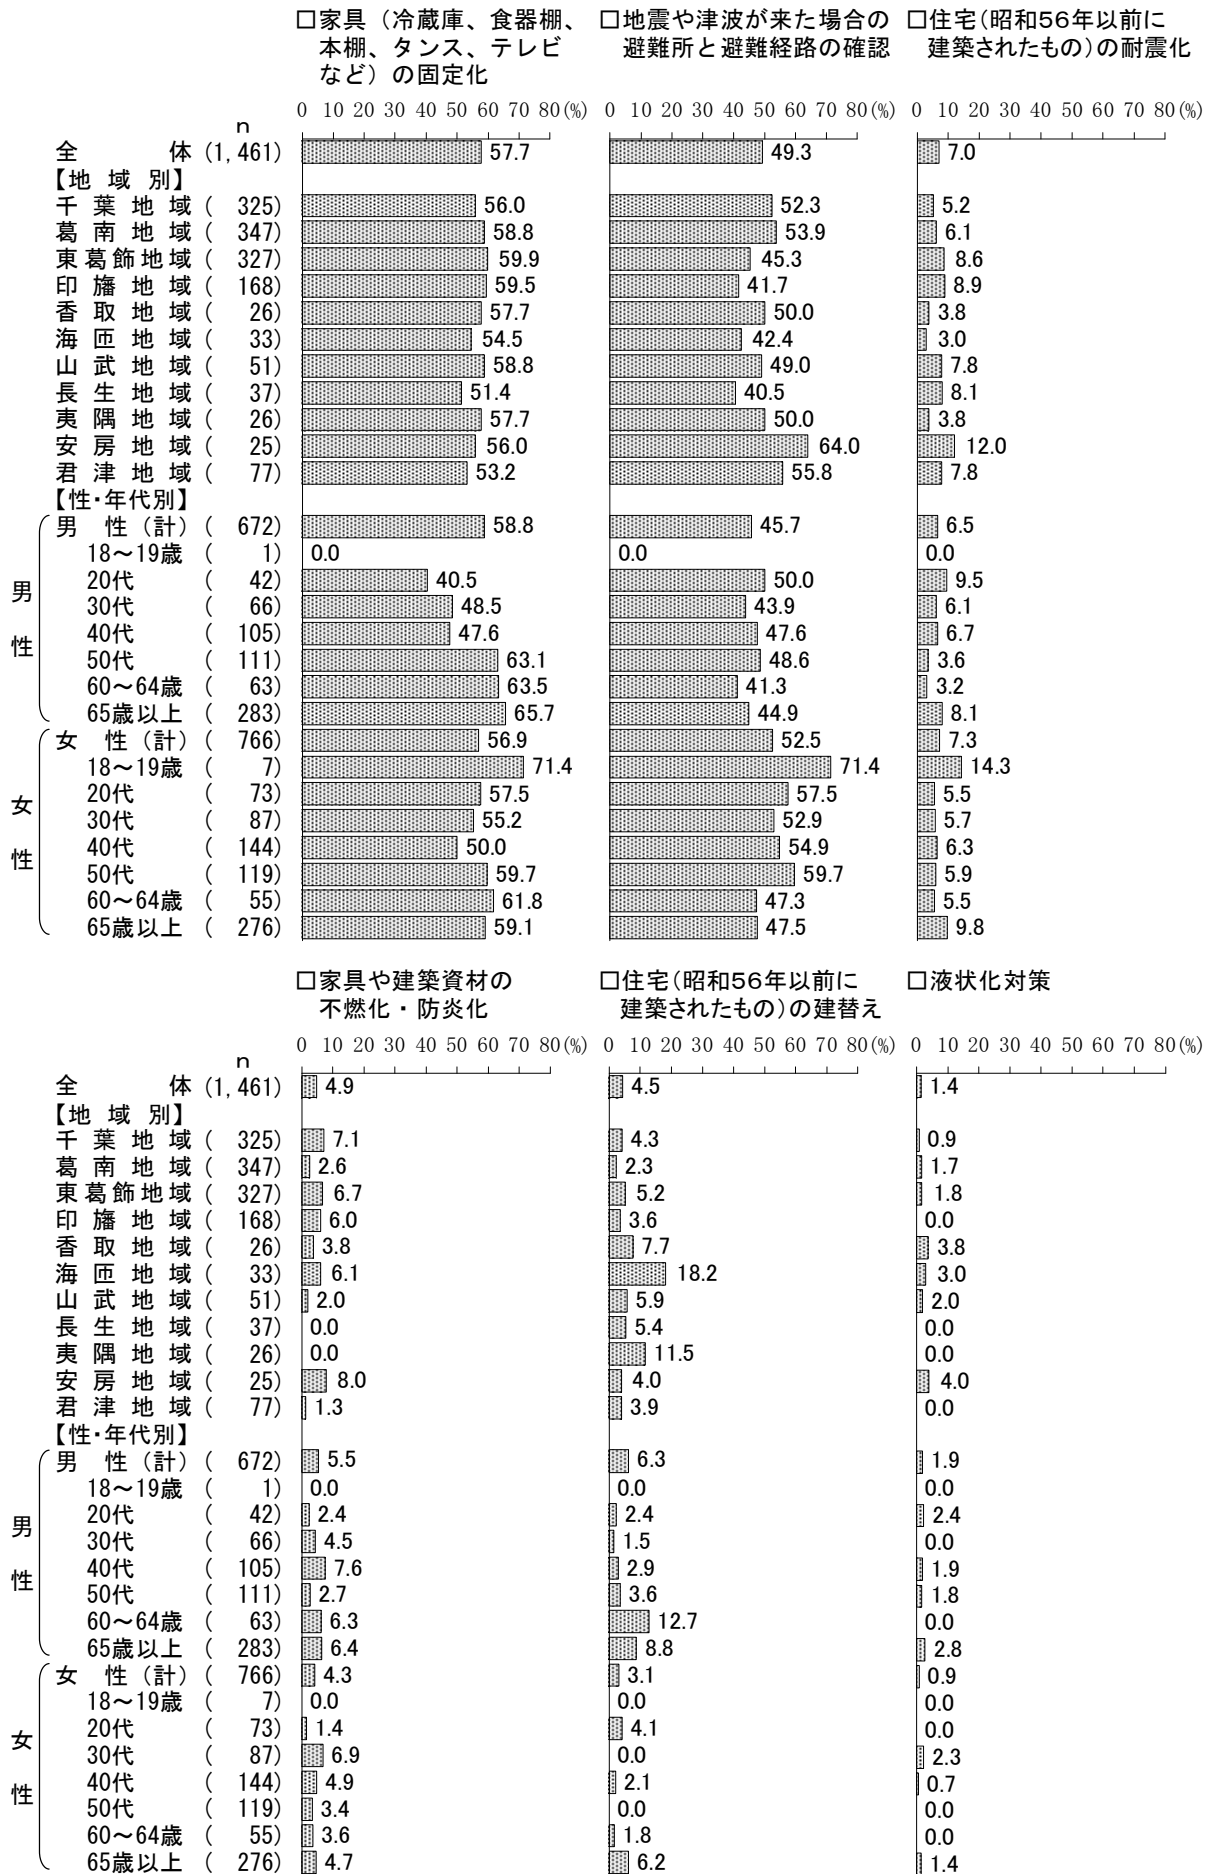 □家具（冷蔵庫、食器棚、 □地震や津波が来た場合の □住宅（昭和56年以前に
本棚、タンス、テレビ 避難所と避難経路の確認 建築されたもの）の耐震化
など）の固定化
0 10 20 30 40 50 60 70 80(%) 0 10 20 30 40 50 60 70 80(%) 0 10 20 30 40 50 60 70 80(%)
n
全体 (1,461) 57.7 49.3 7.0
【地域別】
千葉地域 ( 325) 56.0 52.3 5.2
葛南地域 ( 347) 58.8 53.9 6.1
東葛飾地域 ( 327) 59.9 45.3 8.6
印旛地域 ( 168) 59.5 41.7 8.9
香取地域 ( 26) 57.7 50.0 3.8
海匝地域 ( 33) 54.5 42.4 3.0
山武地域 ( 51) 58.8 49.0 7.8
長生地域 ( 37) 51.4 40.5 8.1
夷隅地域 ( 26) 57.7 50.0 3.8
安房地域 ( 25) 56.0 64.0 12.0
君津地域 ( 77) 53.2 55.8 7.8
【性・年代別】
男性（計） ( 672) 58.8 45.7 6.5
18～19歳 ( 1) 0.0 0.0 0.0
男 20代 ( 42) 40.5 50.0 9.5
30代 ( 66) 48.5 43.9 6.1
性 40代 ( 105) 47.6 47.6 6.7
50代 ( 111) 63.1 48.6 3.6
60～64歳 ( 63) 63.5 41.3 3.2
65歳以上 ( 283) 65.7 44.9 8.1
女性（計） ( 766) 56.9 52.5 7.3
18～19歳 ( 7) 71.4 71.4 14.3
女 20代 ( 73) 57.5 57.5 5.5
30代 ( 87) 55.2 52.9 5.7
性 40代 ( 144) 50.0 54.9 6.3
50代 ( 119) 59.7 59.7 5.9
60～64歳 ( 55) 61.8 47.3 5.5
65歳以上 ( 276) 59.1 47.5 9.8
□家具や建築資材の □住宅（昭和56年以前に □液状化対策
不燃化・防炎化 建築されたもの）の建替え
0 10 20 30 40 50 60 70 80(%) 0 10 20 30 40 50 60 70 80(%) 0 10 20 30 40 50 60 70 80(%)
n
全体 (1,461) 4.9 4.5 1.4
【地域別】
千葉地域 ( 325) 7.1 4.3 0.9
葛南地域 ( 347) 2.6 2.3 1.7
東葛飾地域 ( 327) 6.7 5.2 1.8
印旛地域 ( 168) 6.0 3.6 0.0
香取地域 ( 26) 3.8 7.7 3.8
海匝地域 ( 33) 6.1 18.2 3.0
山武地域 ( 51) 2.0 5.9 2.0
長生地域 ( 37) 0.0 5.4 0.0
夷隅地域 ( 26) 0.0 11.5 0.0
安房地域 ( 25) 8.0 4.0 4.0
君津地域 ( 77) 1.3 3.9 0.0
【性・年代別】
男性（計） ( 672) 5.5 6.3 1.9
18～19歳 ( 1) 0.0 0.0 0.0
男 20代 ( 42) 2.4 2.4 2.4
30代 ( 66) 4.5 1.5 0.0
性 40代 ( 105) 7.6 2.9 1.9
50代 ( 111) 2.7 3.6 1.8
60～64歳 ( 63) 6.3 12.7 0.0
65歳以上 ( 283) 6.4 8.8 2.8
女性（計） ( 766) 4.3 3.1 0.9
18～19歳 ( 7) 0.0 0.0 0.0
女 20代 ( 73) 1.4 4.1 0.0
30代 ( 87) 6.9 0.0 2.3
性 40代 ( 144) 4.9 2.1 0.7
50代 ( 119) 3.4 0.0 0.0
60～64歳 ( 55) 3.6 1.8 0.0
65歳以上 ( 276) 4.7 6.2 1.4